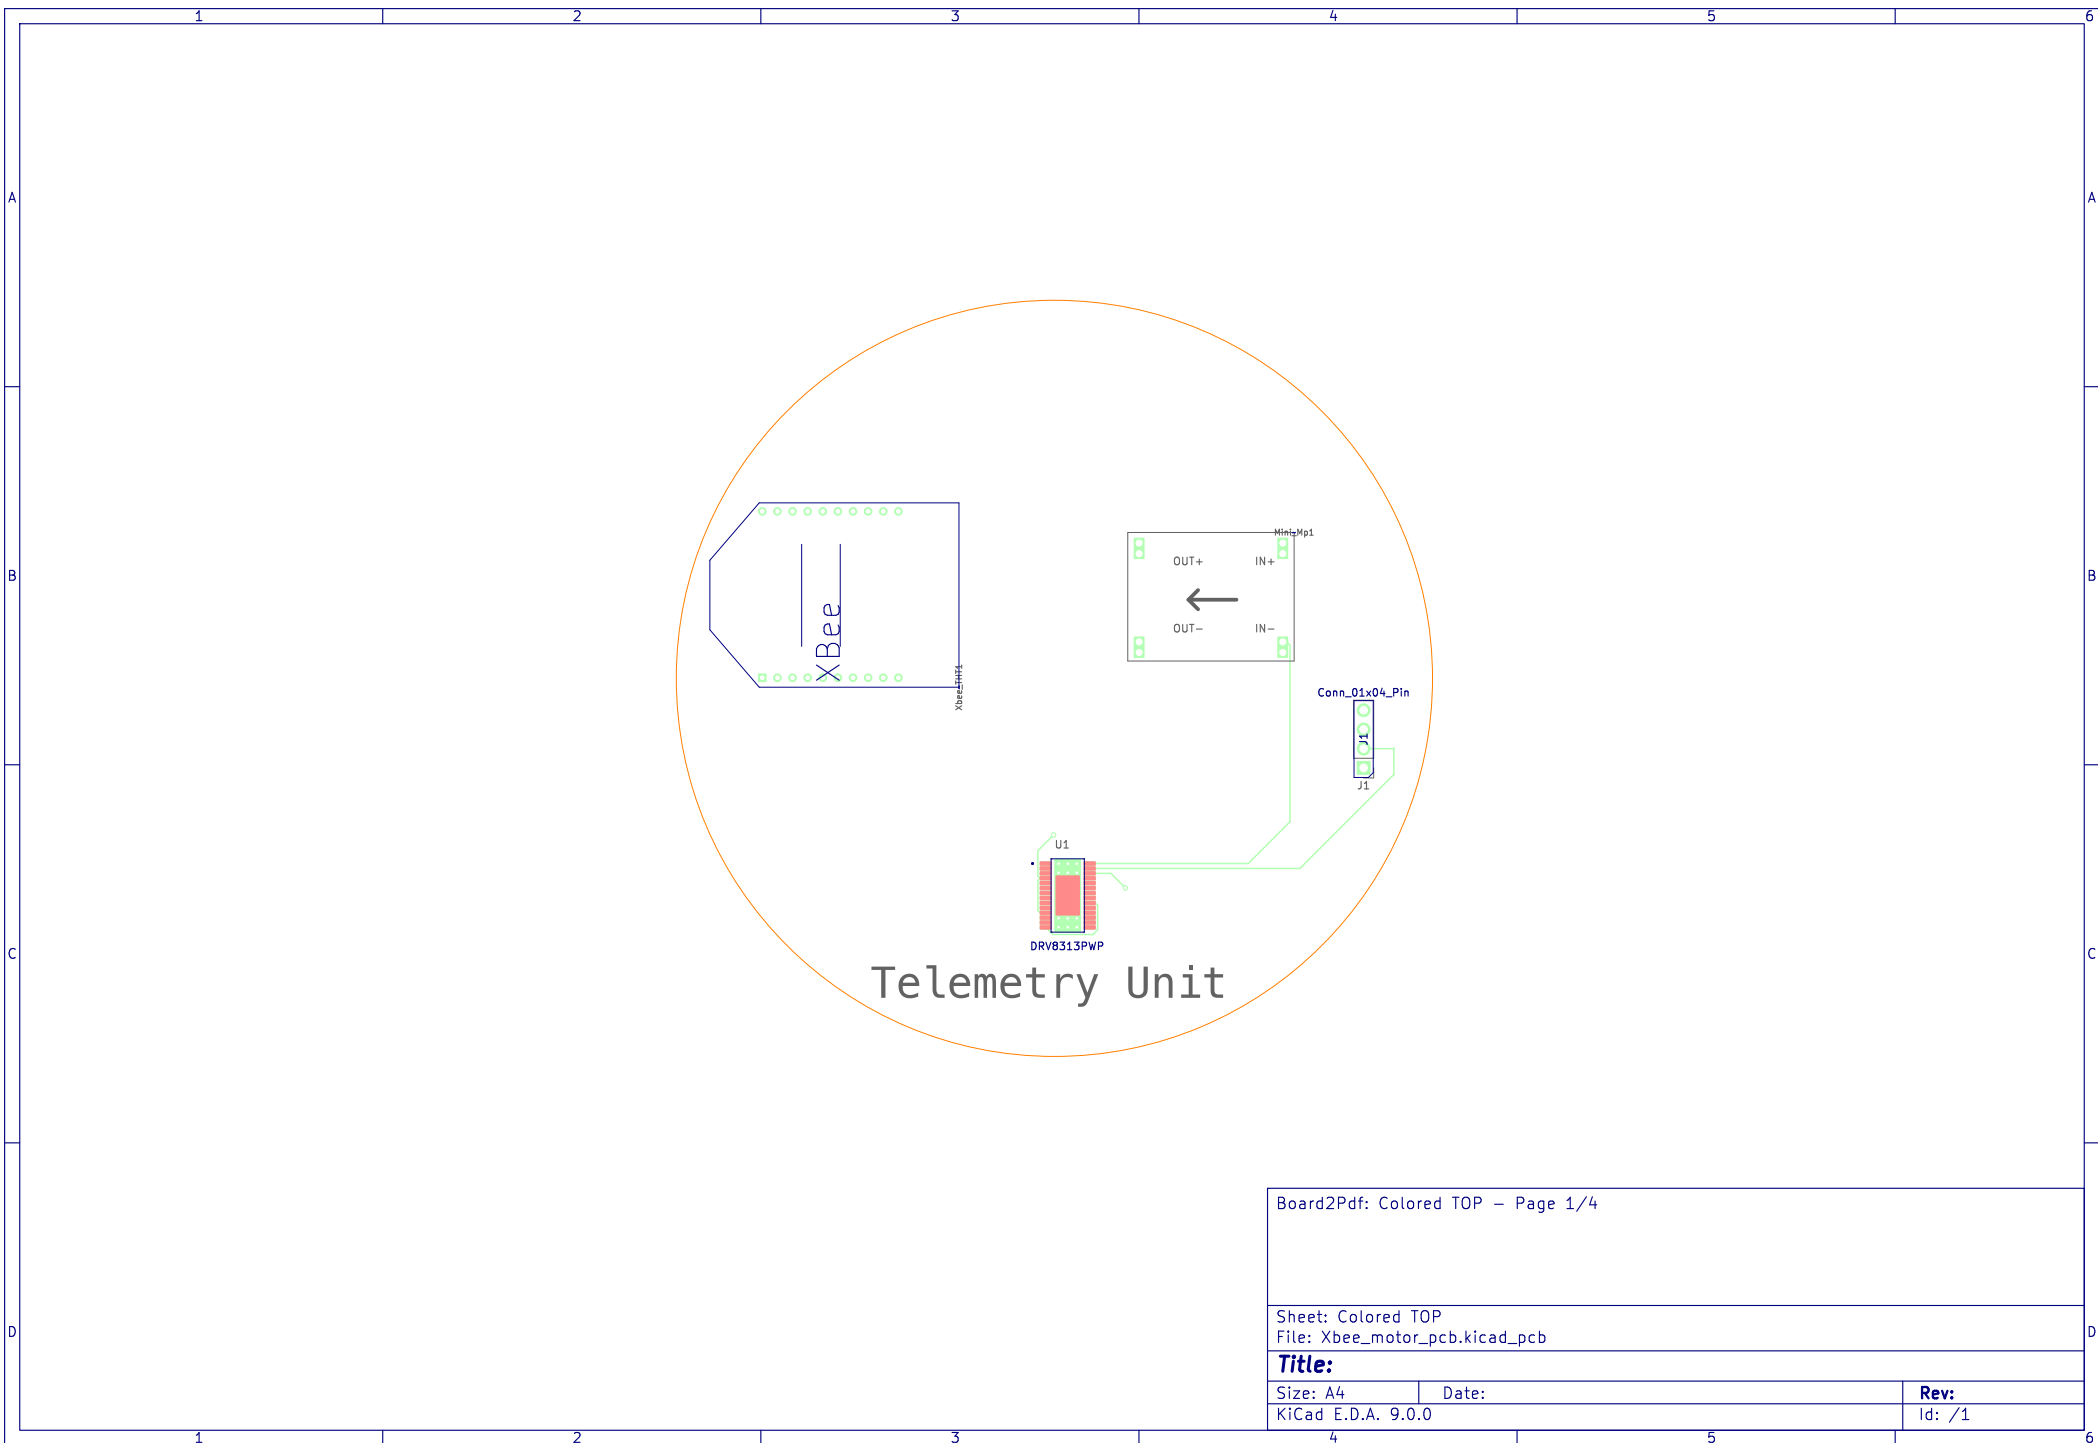 1 2 3 4 5 6
A A
Mini_Mp1
OUT+ IN+
B B
XBee
OUT- IN-
Xbee_THT1
Conn_01x04_Pin
J1
J1
U1
DRV8313PWP
C C
Telemetry Unit
Board2Pdf: Colored TOP - Page 1/4
Sheet: Colored TOP
File: Xbee_motor_pcb.kicad_pcb
D D
Title:
Size: A4 Date: Rev:
KiCad E.D.A. 9.0.0 Id: /1
1 2 3 4 5 6